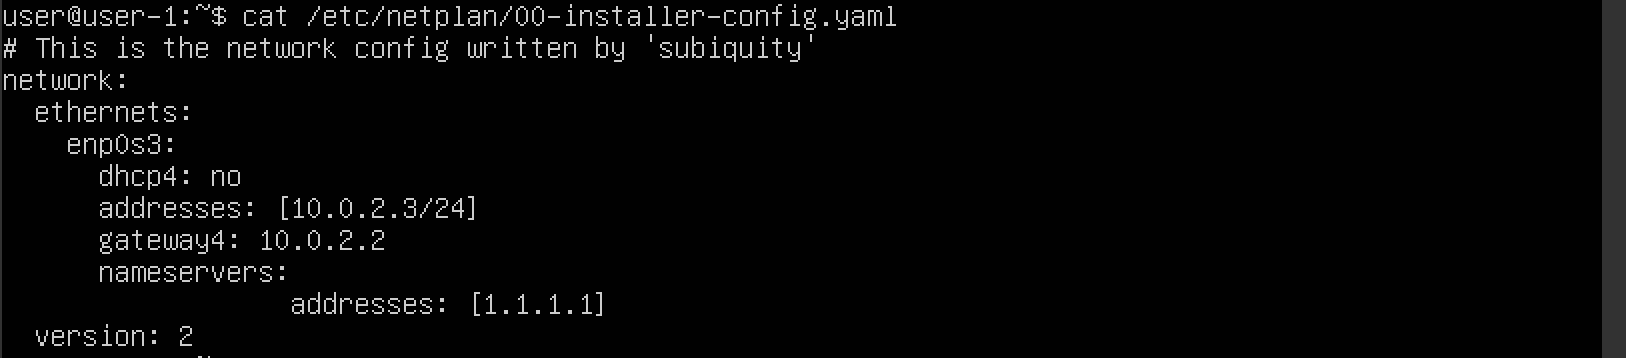 user@user-1:~$ cat /etc/netplan/00-installer-config.yaml
# This is the network config written by 'subiquity'
network:
  ethernets:
    enp0s3:
      dhcp4: no
      addresses: [10.0.2.3/24]
      gateway4: 10.0.2.2
      nameservers:
                  addresses: [1.1.1.1]
  version: 2